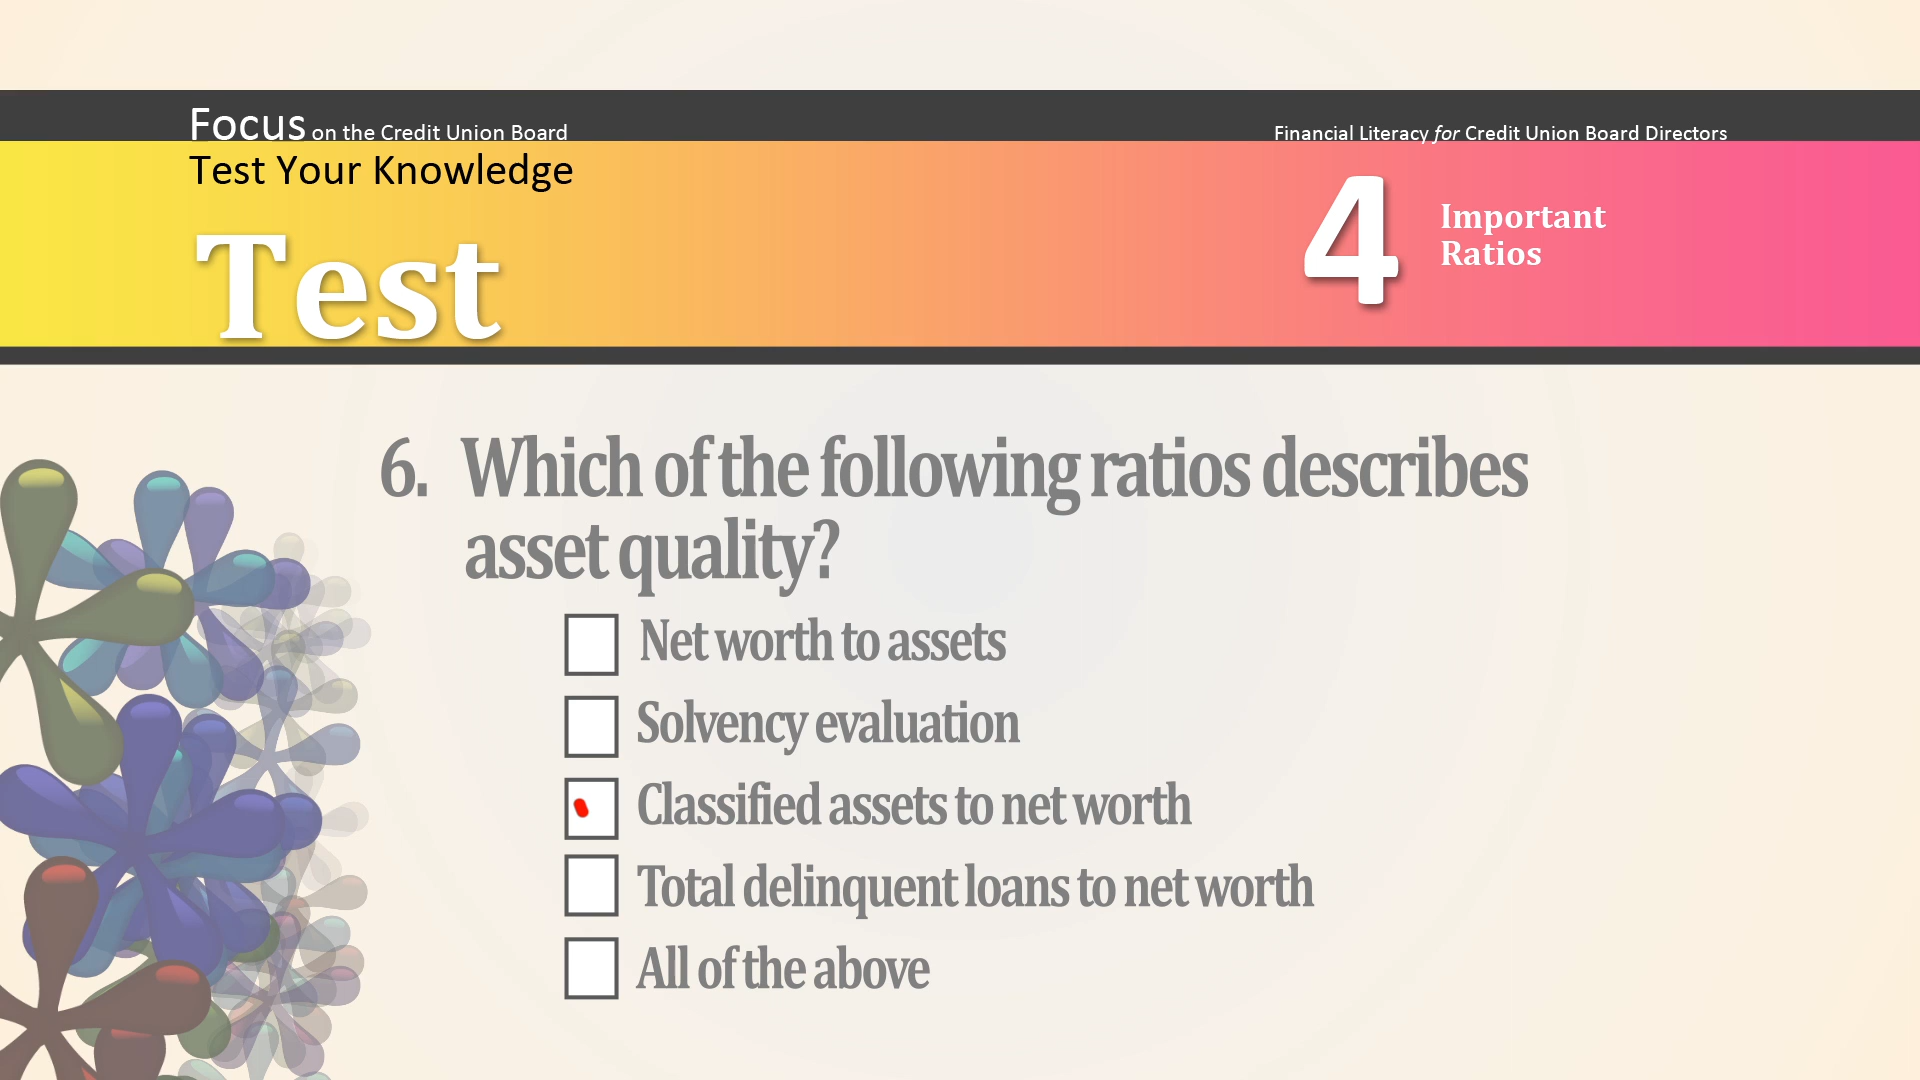 Focus on the Credit Union Board
Financial Literacy for Credit Union Board Directors
Test Your Knowledge
Test
4
Important
Ratios
6. Which of the following ratios describes
asset quality?
Net worth to assets
Solvency evaluation
Classified assets to net worth
Total delinquent loans to net worth
All of the above